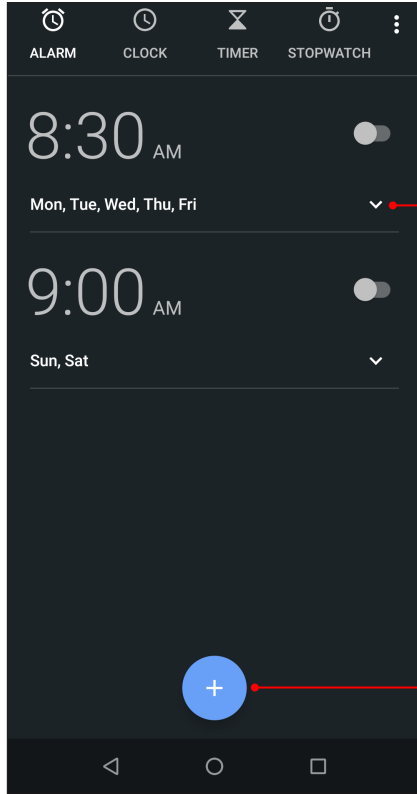 ALARM CLOCK TIMER STOPWATCH
8:30 AM
Mon, Tue, Wed, Thu, Fri
9:00 AM
Sun, Sat